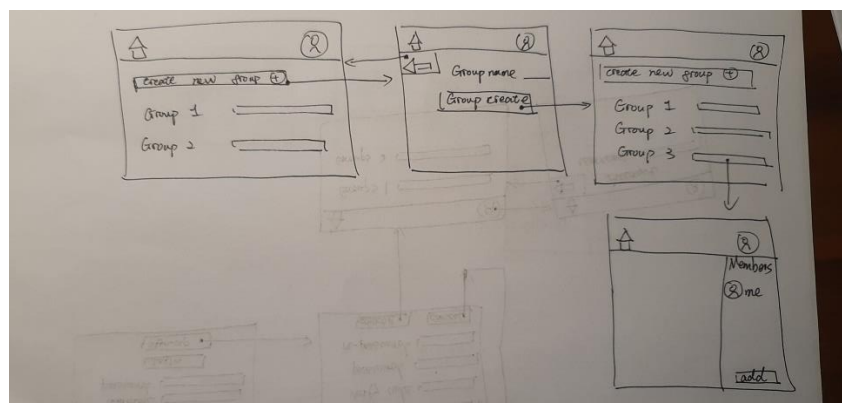 create new group
Group 1
Group 2
Group name
Group create
create new group
Group 1
Group 2
Group 3
Members
me
add